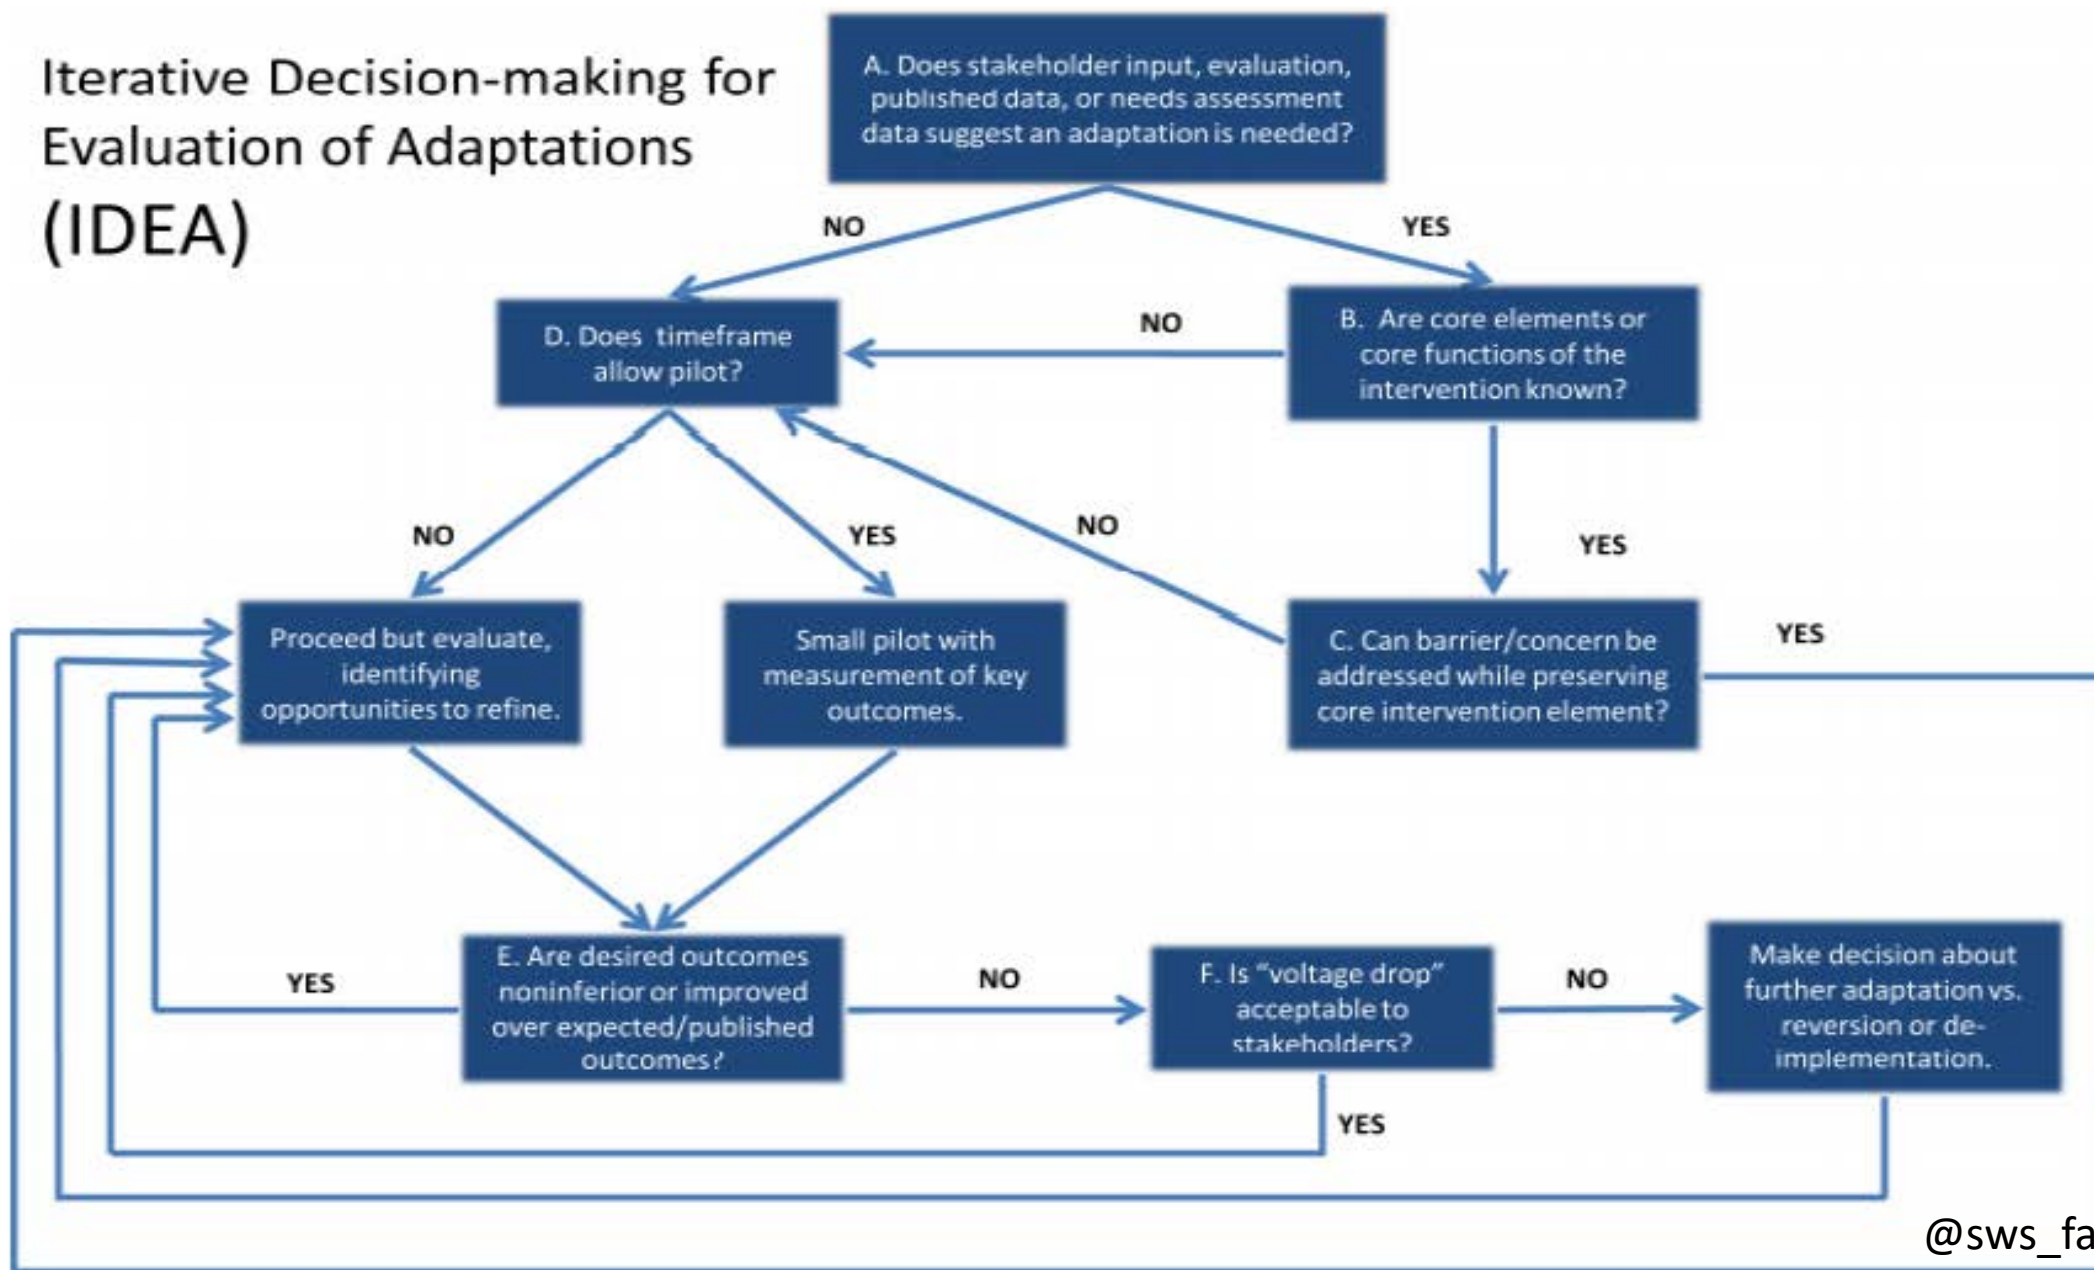 Iterative Decision-making for
Evaluation of Adaptations
(IDEA)
A. Does stakeholder input, evaluation,
published data, or needs assessment
data suggest an adaptation is needed?
NO
YES
D. Does timeframe
allow pilot?
NO
B. Are core elements or
core functions of the
intervention known?
NO
YES
NO
YES
Proceed but evaluate,
identifying
opportunities to refine.
Small pilot with
measurement of key
outcomes.
C. Can barrier/concern be
addressed while preserving
core intervention element?
YES
YES
E. Are desired outcomes
noninferior or improved
over expected/published
outcomes?
NO
F. Is “voltage drop”
acceptable to
stakeholders?
NO
Make decision about
further adaptation vs.
reversion or de-
implementation.
YES
@sws_fa